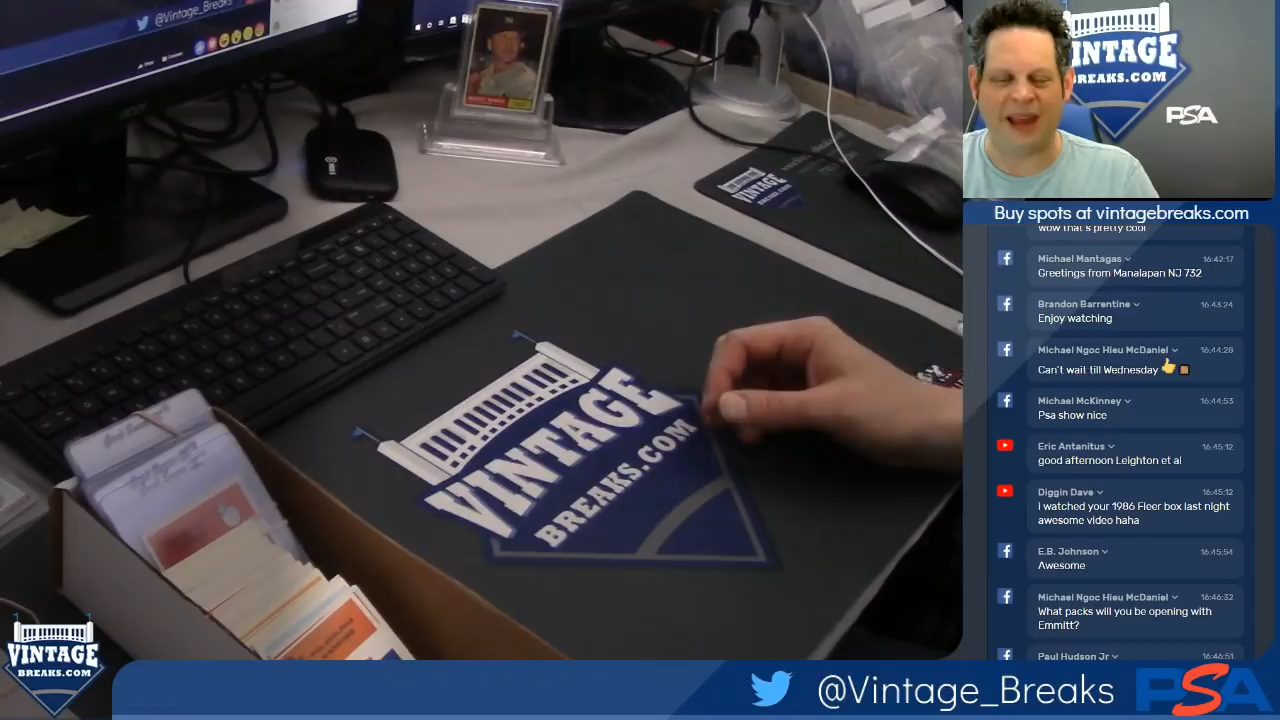 @Vintage_Breaks
NY
VINTAGE
BREAKS.COM
VINTAGE
BREAKS.COM
VINTAGE
BREAKS.COM
PSA
Buy spots at vintagebreaks.com
Wow that's pretty cool
Michael Mantagas
16:42:17
Greetings from Manalapan NJ 732
Brandon Barrentine
16:43:24
Enjoy watching
Michael Ngoc Hieu McDaniel
16:44:28
Can't wait till Wednesday
Michael McKinney
16:44:53
Psa show nice
Eric Antanitus
16:45:12
good afternoon Leighton et al
Diggin Dave
16:45:12
I watched your 1986 Fleer box last night
awesome video haha
E.B. Johnson
16:45:54
Awesome
Michael Ngoc Hieu McDaniel
16:46:32
What packs will you be opening with
Emmitt?
Paul Hudson Jr
16:46:51
VINTAGE
BREAKS.COM
@Vintage_Breaks
PSA